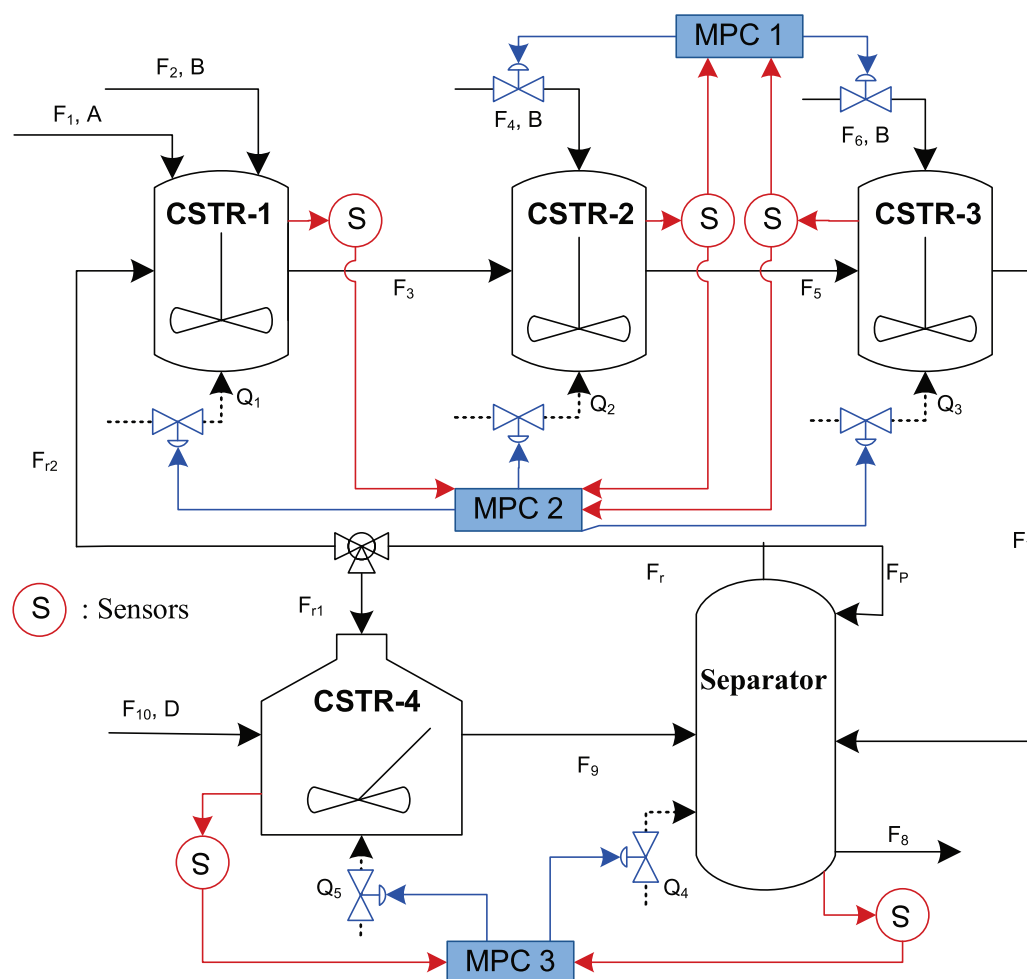 MPC 1
F2, B
F1, A
F4, B
F6, B
CSTR-1
S
CSTR-2
S
S
CSTR-3
F3
F5
Q1
Q2
Q3
Fr2
MPC 2
Fr
FP
S : Sensors
Fr1
CSTR-4
Separator
F10, D
F9
F8
S
Q5
Q4
S
MPC 3